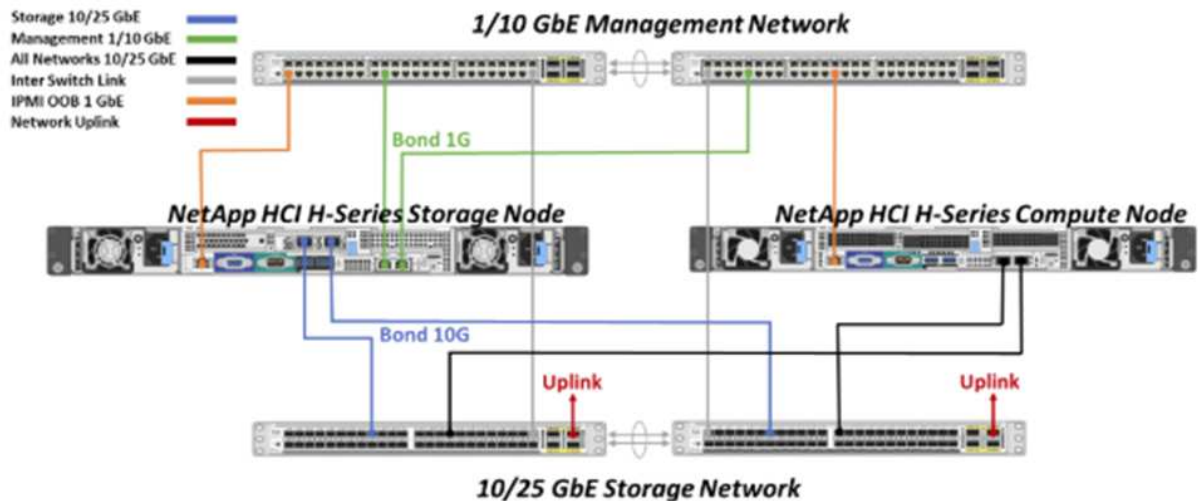 Storage 10/25 GbE
Management 1/10 GbE
All Networks 10/25 GbE
Inter Switch Link
IPMI OOB 1 GbE
Network Uplink
1/10 GbE Management Network
Bond 1G
NetApp HCI H-Series Storage Node
NetApp HCI H-Series Compute Node
Bond 10G
Uplink
Uplink
10/25 GbE Storage Network